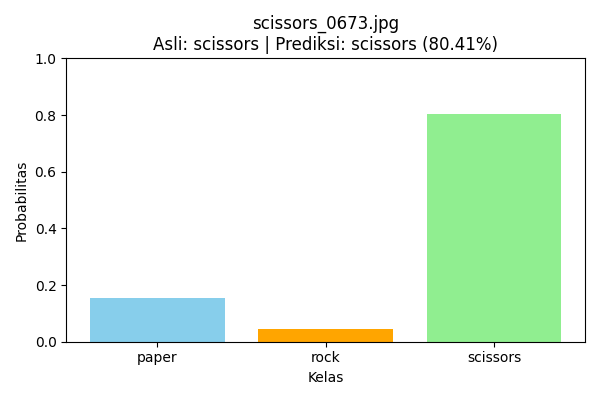 scissors_0673.jpg
Asli: scissors | Prediksi: scissors (80.41%)
1.0
0.8
0.6
0.4
0.2
0.0
Probabilitas
paper rock scissors
Kelas